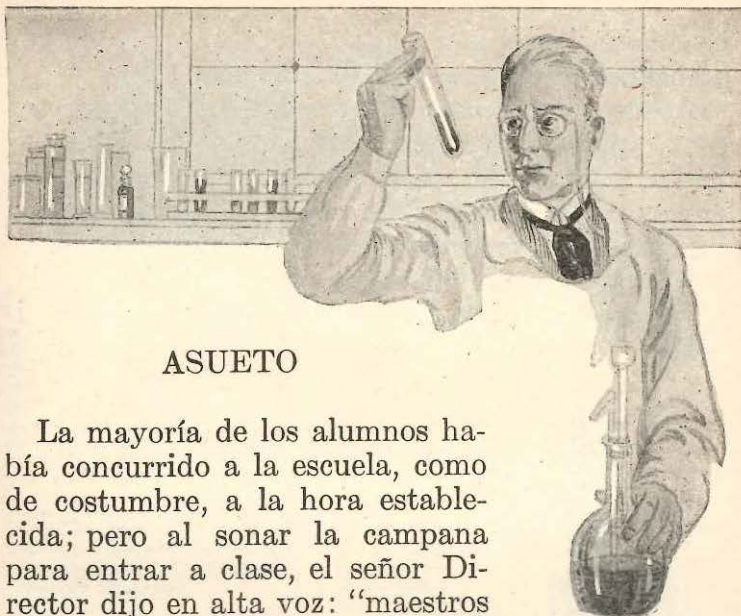 ASUETO
La mayoría de los alumnos ha-
bía concurrido a la escuela, como
de costumbre, a la hora estable-
cida; pero al sonar la campana
para entrar a clase, el señor Di-
rector dijo en alta voz: “maestros